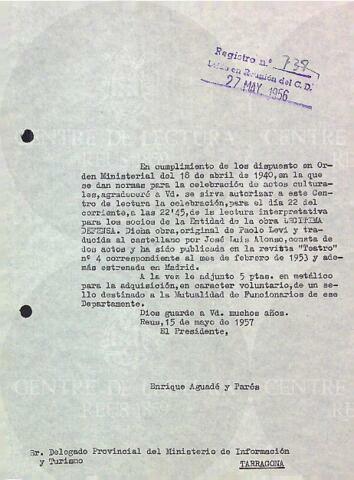 Registro n.º 739
Leído en Reunión del C. D.
27 MAY. 1956
En cumplimiento de los dispuesto en Or-
den Ministerial del 18 de abril de 1940, en la que
se dan normas para la celebración de actos cultura-
les, agradeceré a Vd. se sirva autorizar a este Cen-
tro de lectura la celebración, para el día 22 del
corriente, a las 22'45, de la lectura interpretativa
para los socios de la Entidad de la obra LEGITIMA
DEFENSA. Dicha obra, original de Paolo Levi y tra-
ducida al castellano por José Luis Alonso, consta de
dos actos y ha sido publicada en la revista "Teatro"
nº 4 correspondiente al mes de febrero de 1953 y ade-
más estrenada en Madrid.
A la vez le adjunto 5 ptas. en metálico
para la adquisición, en caracter voluntario, de un se-
llo destinado a la Mutualidad de Funcionarios de ese
Departamente.
Dios guarde a Vd. muchos años.
Reus, 15 de mayo de 1957
El Presidente,
Enrique Aguadé y Parés
CENTRE DE
REUS 1859
Sr. Delegado Provincial del Ministerio de Información
y Turismo
TARRAGONA